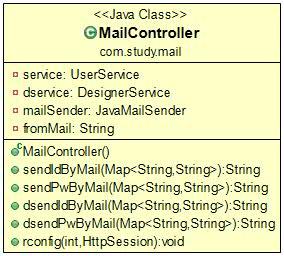 <<Java Class>>
MailController
com.study.mail
service: UserService
dservice: DesignerService
mailSender: JavaMailSender
fromMail: String
MailController()
sendIdByMail(Map<String,String>):String
sendPwByMail(Map<String,String>):String
dsendIdByMail(Map<String,String>):String
dsendPwByMail(Map<String,String>):String
rconfig(int,HttpSession):void